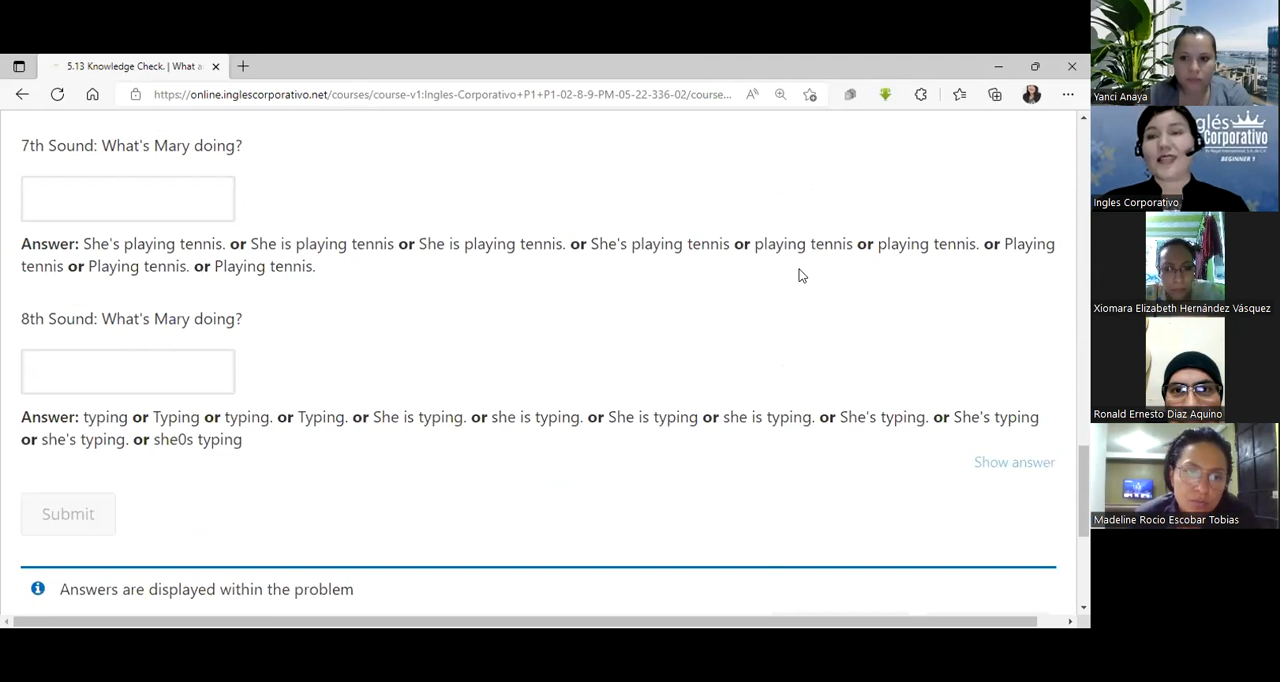 5.13 Knowledge Check. | What a
https://online.inglescorporativo.net/courses/course-v1:Ingles-Corporativo+P1+P1-02-8-9-PM-05-22-336-02/course...
7th Sound: What's Mary doing?
Answer: She's playing tennis. or She is playing tennis or She is playing tennis. or She's playing tennis or playing tennis or playing tennis. or Playing
tennis or Playing tennis. or Playing tennis.
8th Sound: What's Mary doing?
Answer: typing or Typing or typing. or Typing. or She is typing. or she is typing. or She is typing or she is typing. or She's typing. or She's typing
or she's typing. or she0s typing
Show answer
Submit
Answers are displayed within the problem
Yanci Anaya
glés
Corporativo
BEGINNER 1
Ingles Corporativo
Xiomara Elizabeth Hernández Vásquez
Ronald Ernesto Diaz Aquino
Madeline Rocio Escobar Tobias